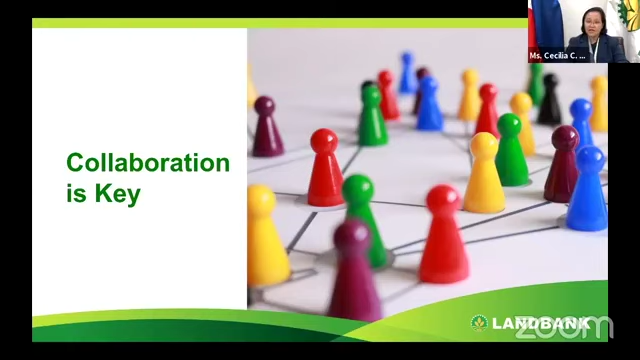 Collaboration
is Key
Ms. Cecilia C. ...
LANDBANK
zoom